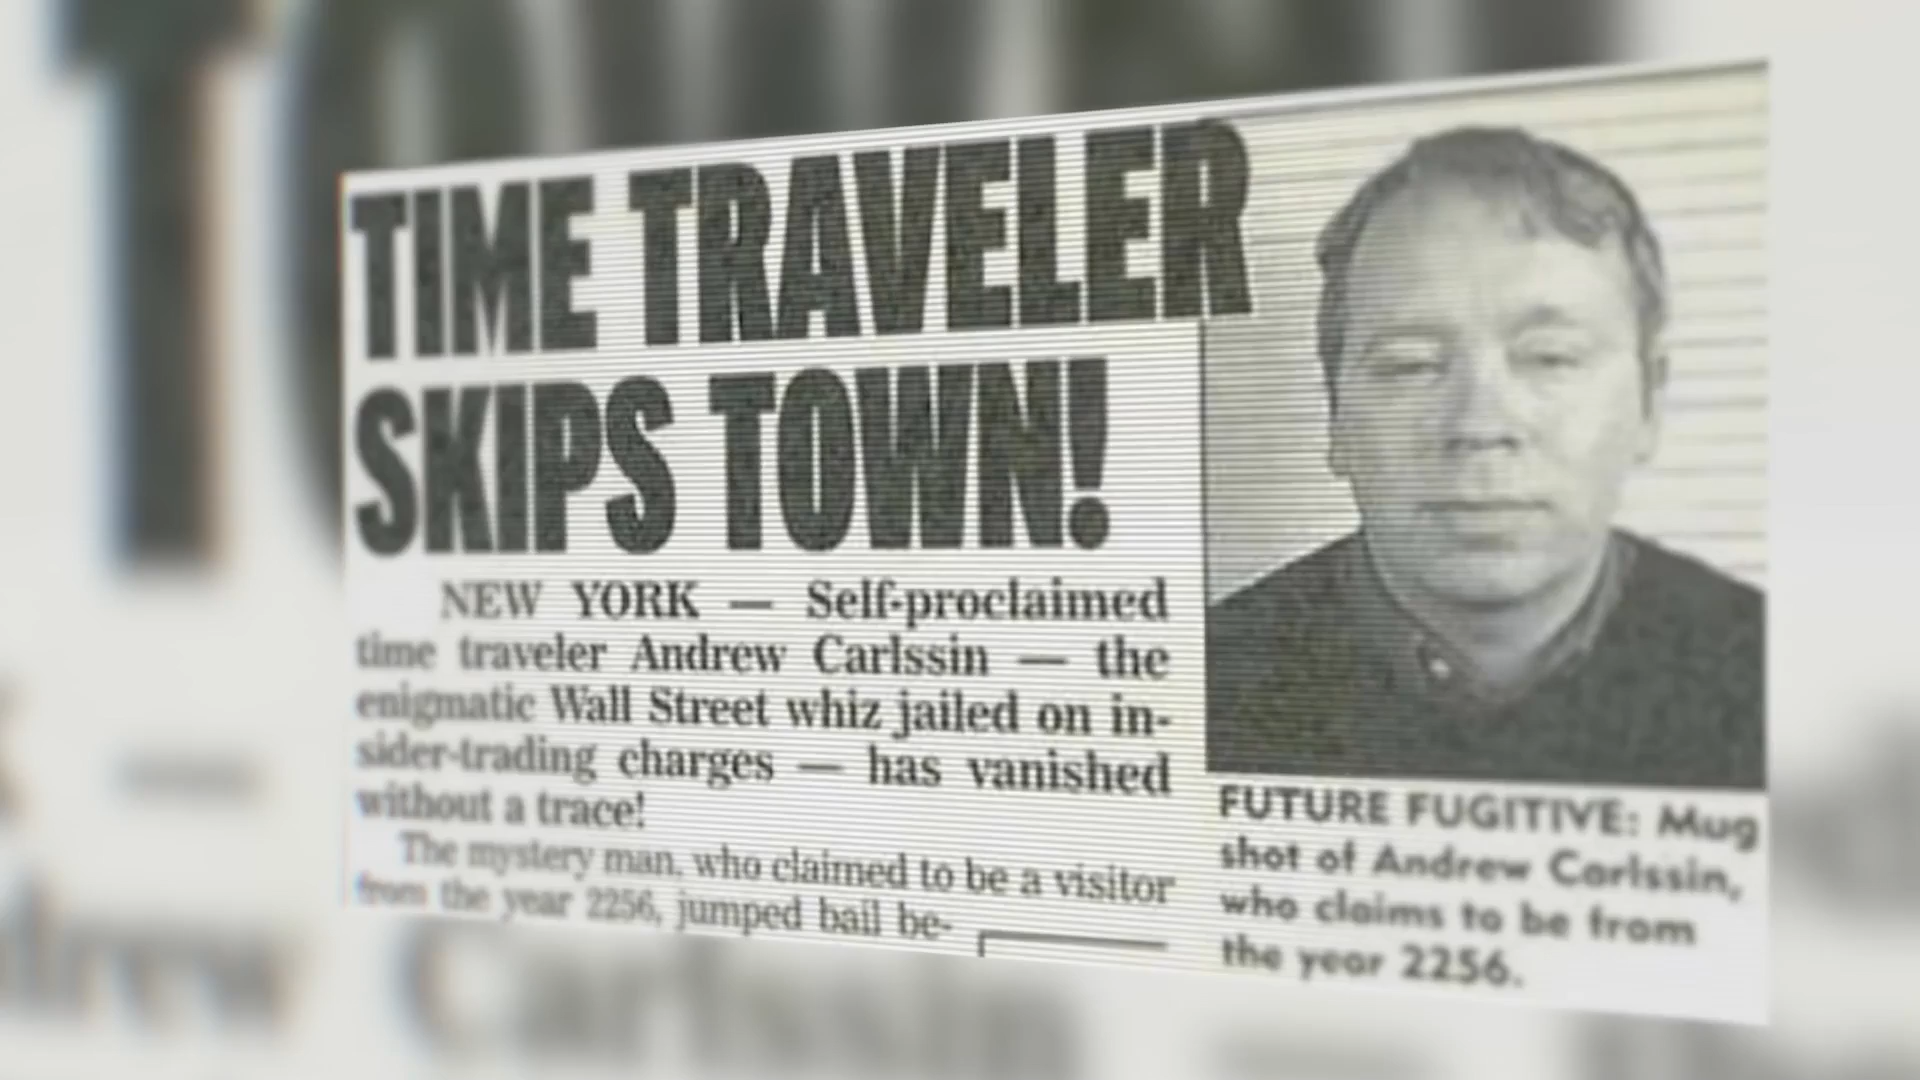 TIME TRAVELER
SKIPS TOWN!
NEW YORK — Self-proclaimed
time traveler Andrew Carlssin — the
enigmatic Wall Street whiz jailed on in-
sider-trading charges — has vanished
without a trace!
The mystery man, who claimed to be a visitor
from the year 2256, jumped bail be-
FUTURE FUGITIVE: Mug
shot of Andrew Carlssin,
who claims to be from
the year 2256.